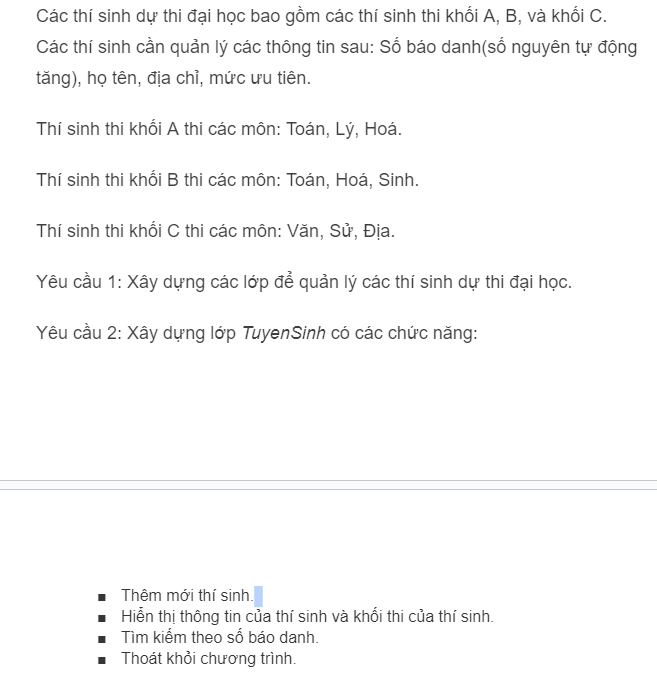 Các thí sinh dự thi đại học bao gồm các thí sinh thi khối A, B, và khối C.
Các thí sinh cần quản lý các thông tin sau: Số báo danh(số nguyên tự động
tăng), họ tên, địa chỉ, mức ưu tiên.
Thí sinh thi khối A thi các môn: Toán, Lý, Hoá.
Thí sinh thi khối B thi các môn: Toán, Hoá, Sinh.
Thí sinh thi khối C thi các môn: Văn, Sử, Địa.
Yêu cầu 1: Xây dựng các lớp để quản lý các thí sinh dự thi đại học.
Yêu cầu 2: Xây dựng lớp TuyenSinh có các chức năng:
▪ Thêm mới thí sinh.
▪ Hiển thị thông tin của thí sinh và khối thi của thí sinh.
▪ Tìm kiếm theo số báo danh.
▪ Thoát khỏi chương trình.